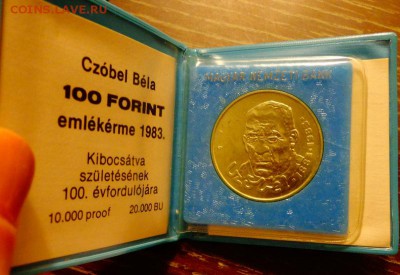 COINS.LAVE.RU
Czóbel Béla
100 FORINT
emlékérme 1983.
Kibocsátva
születésének
100. évfordulójára
10.000 proof 20.000 BU
MAGYAR NEMZETI BANK